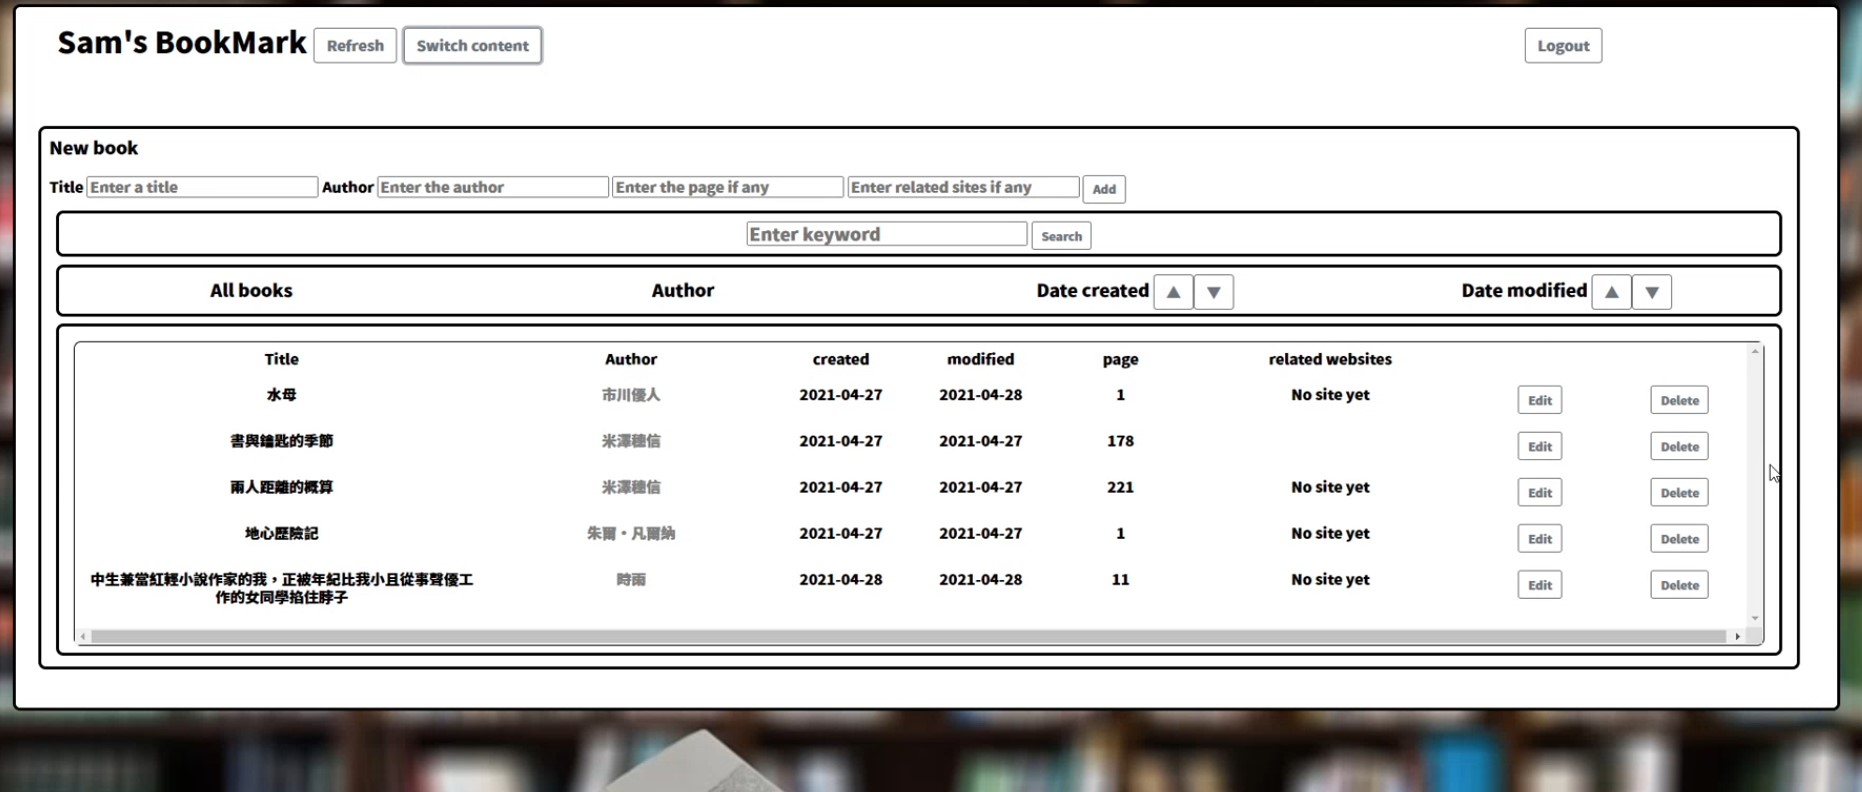 Sam's BookMark Refresh Switch content Logout
New book
Title Enter a title Author Enter the author Enter the page if any Enter related sites if any Add
Enter keyword Search
All books Author Date created ▲ ▼ Date modified ▲ ▼
Title Author created modified page related websites
水母 市川優人 2021-04-27 2021-04-28 1 No site yet Edit Delete
書與鑰匙的季節 米澤穂信 2021-04-27 2021-04-27 178 Edit Delete
兩人距離的概算 米澤穂信 2021-04-27 2021-04-27 221 No site yet Edit Delete
地心歷險記 朱爾·凡爾納 2021-04-27 2021-04-27 1 No site yet Edit Delete
中生兼當紅輕小說作家的我，正被年紀比我小且從事聲優工 時雨 2021-04-28 2021-04-28 11 No site yet Edit Delete
作的女同學掐住脖子